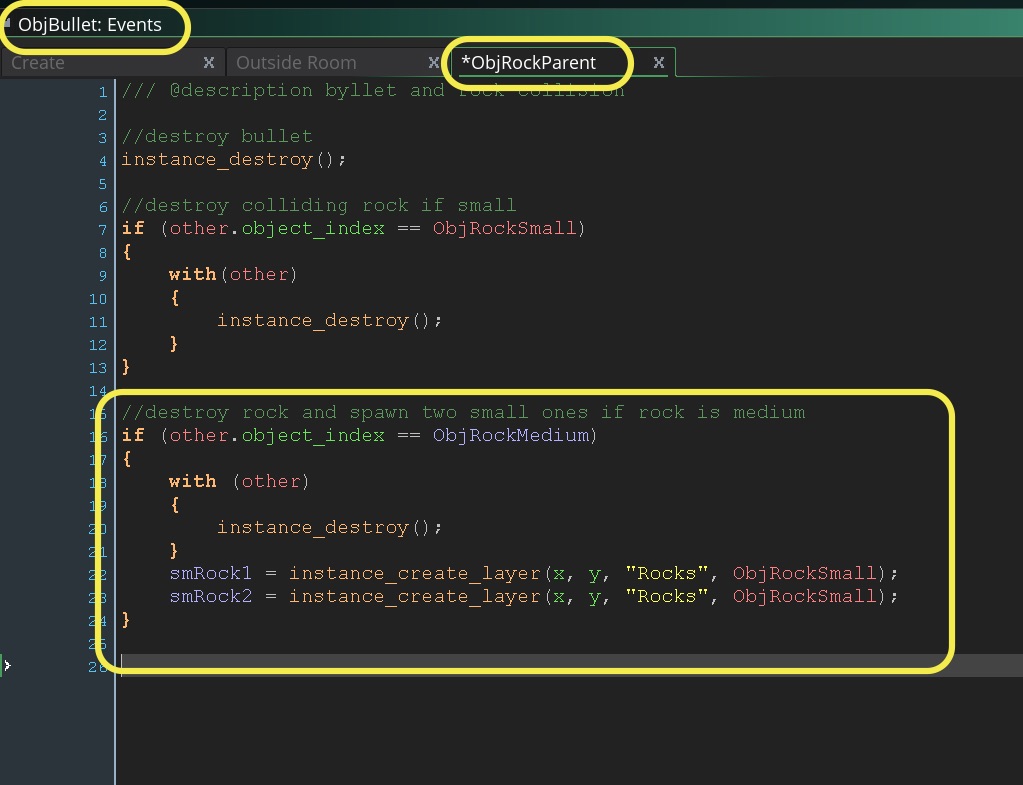 ObjBullet: Events
Create X Outside Room X *ObjRockParent X
1 /// @description byllet and rock collision
2
3 //destroy bullet
4 instance_destroy();
5
6 //destroy colliding rock if small
7 if (other.object_index == ObjRockSmall)
8 {
9 with(other)
10 {
11 instance_destroy();
12 }
13 }
14
15 //destroy rock and spawn two small ones if rock is medium
16 if (other.object_index == ObjRockMedium)
17 {
18 with (other)
19 {
20 instance_destroy();
21 }
22 smRock1 = instance_create_layer(x, y, "Rocks", ObjRockSmall);
23 smRock2 = instance_create_layer(x, y, "Rocks", ObjRockSmall);
24 }
25
26